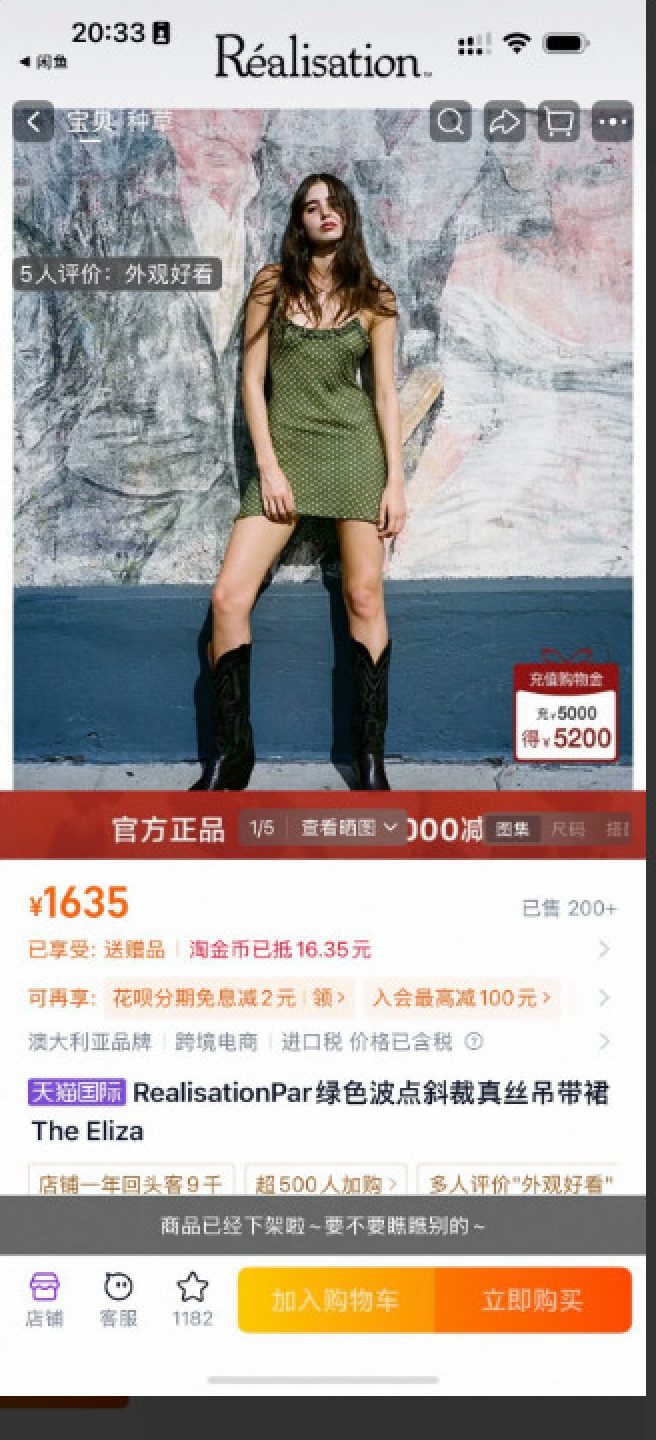 20:33
◀ 闲鱼
Réalisation
宝贝 种草
5人评价：外观好看
充值购物金
充¥5000
得¥5200
官方正品 1/5 查看晒图 000减 图集 尺码
¥1635
已售 200+
已享受: 送赠品 | 淘金币已抵16.35元
可再享: 花呗分期免息减2元 | 领> 入会最高减100元>
澳大利亚品牌 | 跨境电商 | 进口税 价格已含税 ?
天猫国际 RealisationPar绿色波点斜裁真丝吊带裙
The Eliza
店铺一年回头客9千 超500人加购> 多人评价"外观好看"
商品已经下架啦~要不要瞧瞧别的~
店铺 客服 1182 加入购物车 立即购买